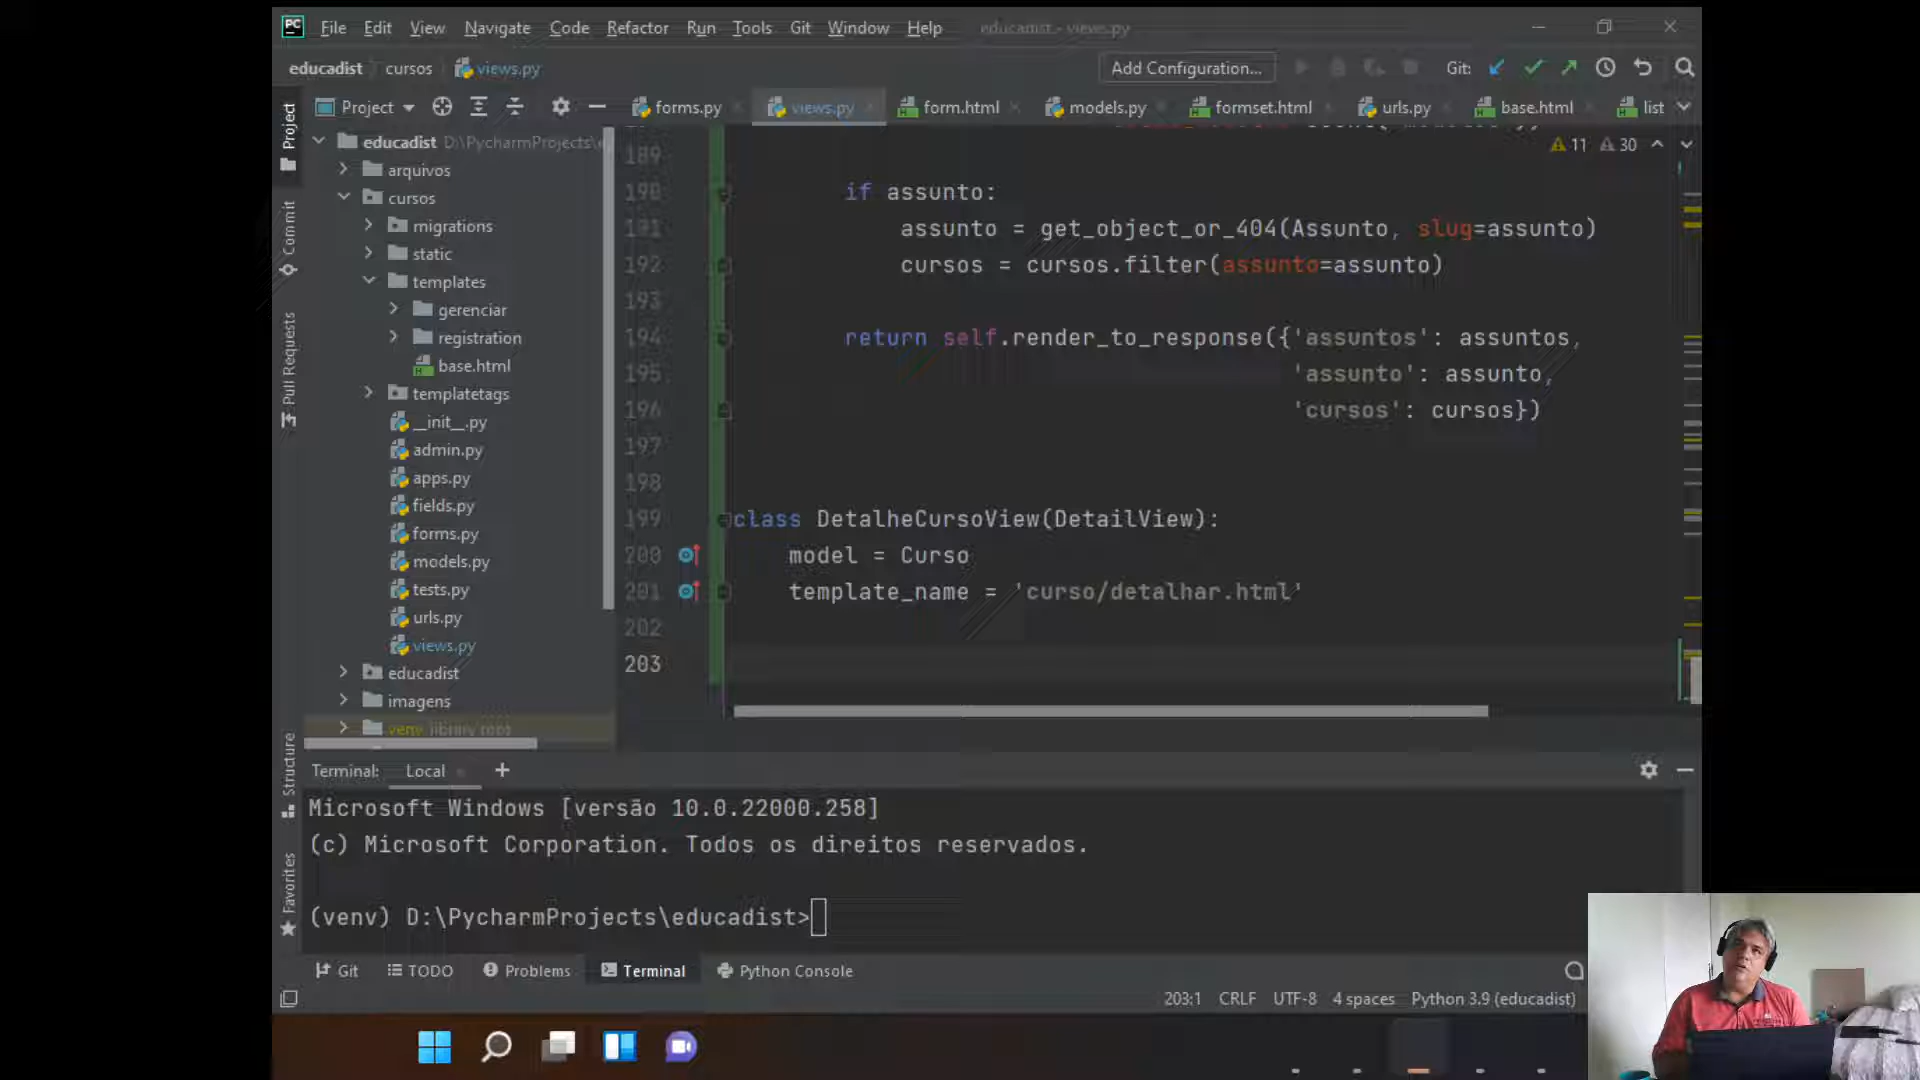 PC File Edit View Navigate Code Refactor Run Tools Git Window Help educadist - views.py
educadist cursos views.py Add Configuration... Git:
Project forms.py views.py form.html models.py formset.html urls.py base.html list
Project
Commit
Pull Requests
Structure
Favorites
educadist D:\PycharmProjects\e
arquivos
cursos
migrations
static
templates
gerenciar
registration
base.html
templatetags
__init__.py
admin.py
apps.py
fields.py
forms.py
models.py
tests.py
urls.py
views.py
educadist
imagens
venv library root
11 30
189
190 if assunto:
191 assunto = get_object_or_404(Assunto, slug=assunto)
192 cursos = cursos.filter(assunto=assunto)
193
194 return self.render_to_response({'assuntos': assuntos,
195 'assunto': assunto,
196 'cursos': cursos})
197
198
199 class DetalheCursoView(DetailView):
200 model = Curso
201 template_name = 'curso/detalhar.html'
202
203
Terminal: Local +
Microsoft Windows [versão 10.0.22000.258]
(c) Microsoft Corporation. Todos os direitos reservados.
(venv) D:\PycharmProjects\educadist>
Git TODO Problems Terminal Python Console
203:1 CRLF UTF-8 4 spaces Python 3.9 (educadist)